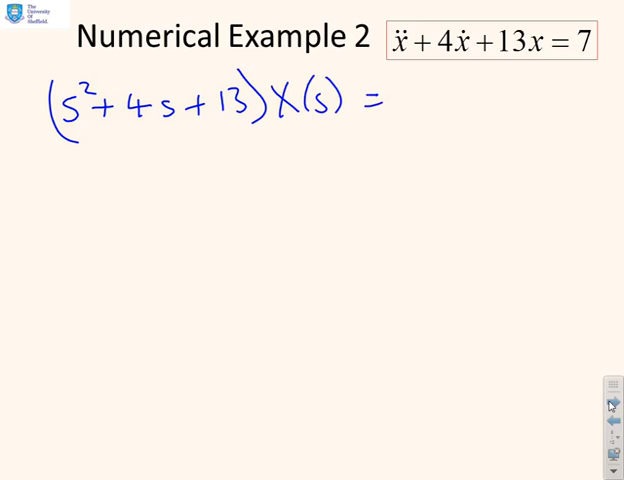 The
University
Of
Sheffield.
Numerical Example 2
ẍ + 4ẋ + 13x = 7
(s² + 4s + 13)X(s) =